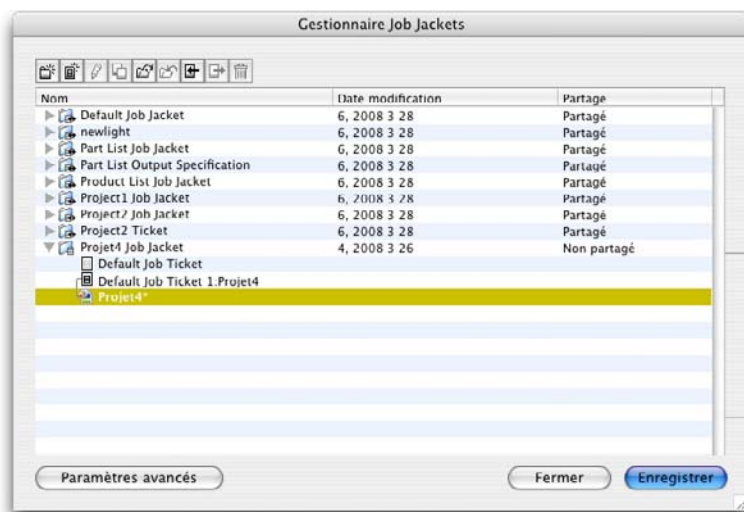 Gestionnaire Job Jackets
Nom Date modification Partage
Default Job Jacket 6, 2008 3 28 Partagé
newlight 6, 2008 3 28 Partagé
Part List Job Jacket 6, 2008 3 28 Partagé
Part List Output Specification 6, 2008 3 28 Partagé
Product List Job Jacket 6, 2008 3 28 Partagé
Project1 Job Jacket 6, 2008 3 28 Partagé
Project2 Job Jacket 6, 2008 3 28 Partagé
Project2 Ticket 6, 2008 3 28 Partagé
Projet4 Job Jacket 4, 2008 3 26 Non partagé
Default Job Ticket
Default Job Ticket 1.Projet4
Projet4*
Paramètres avancés Fermer Enregistrer